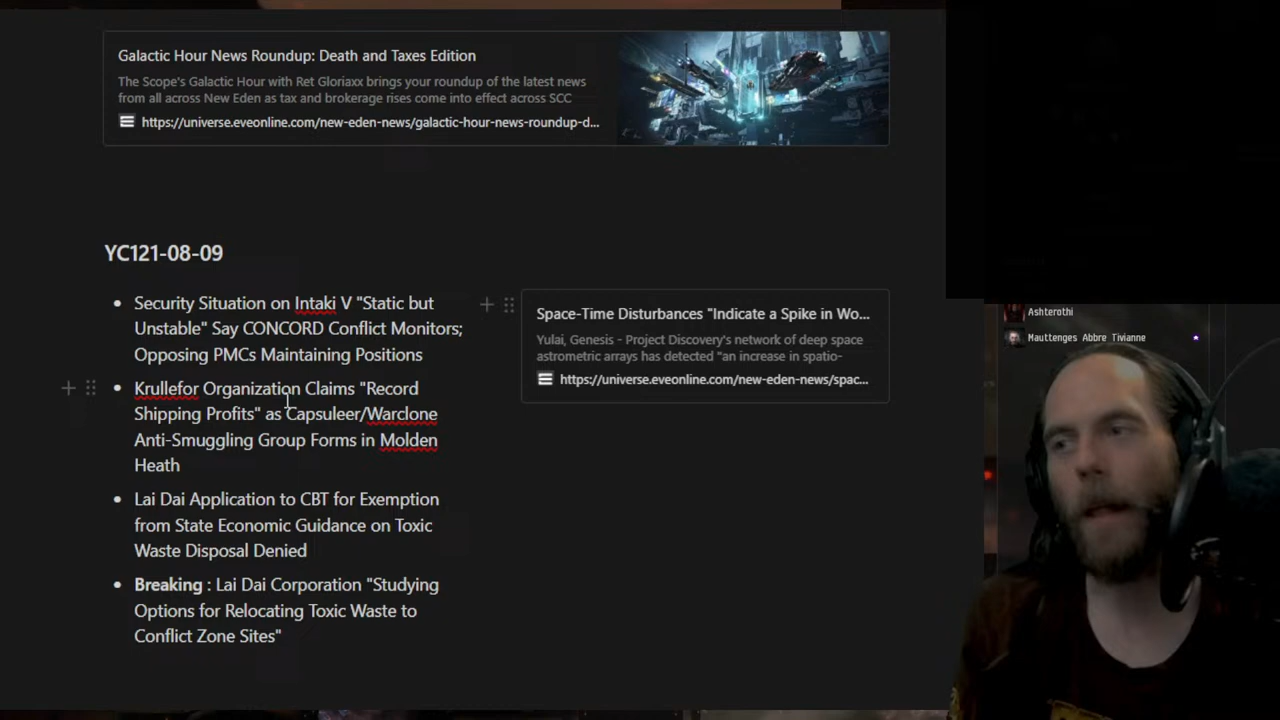 Galactic Hour News Roundup: Death and Taxes Edition
The Scope's Galactic Hour with Ret Gloriaxx brings your roundup of the latest news
from all across New Eden as tax and brokerage rises come into effect across SCC
https://universe.eveonline.com/new-eden-news/galactic-hour-news-roundup-d...
YC121-08-09
Security Situation on Intaki V "Static but
Unstable" Say CONCORD Conflict Monitors;
Opposing PMCs Maintaining Positions
Krullefor Organization Claims "Record
Shipping Profits" as Capsuleer/Warclone
Anti-Smuggling Group Forms in Molden
Heath
Lai Dai Application to CBT for Exemption
from State Economic Guidance on Toxic
Waste Disposal Denied
Breaking : Lai Dai Corporation "Studying
Options for Relocating Toxic Waste to
Conflict Zone Sites"
Space-Time Disturbances "Indicate a Spike in Wo...
Yulai, Genesis - Project Discovery's network of deep space
astrometric arrays has detected "an increase in spatio-
https://universe.eveonline.com/new-eden-news/spac...
Ashterothi
Mauttenges Abbre Tivianne